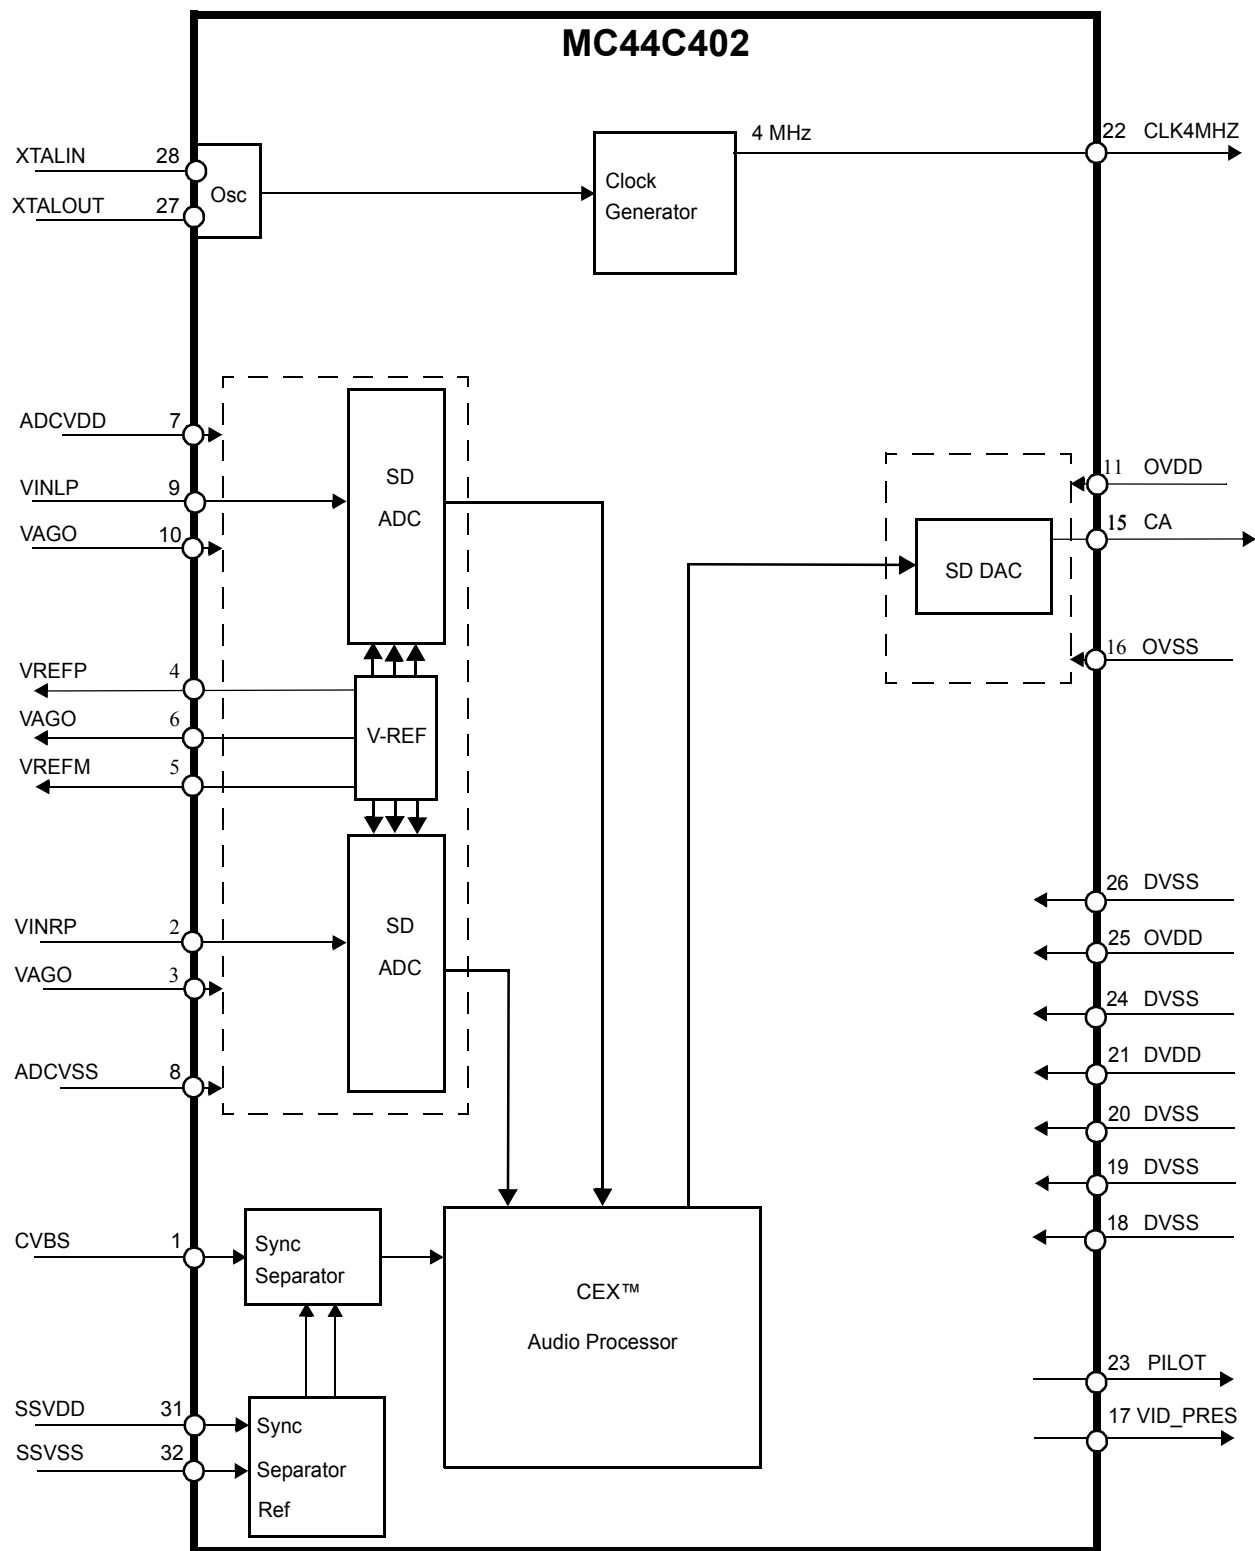 MC44C402
XTALIN 28
XTALOUT 27
Osc
Clock
Generator
4 MHz
22 CLK4MHZ
ADCVDD 7
VINLP 9
VAGO 10
SD
ADC
VREFP 4
VAGO 6
VREFM 5
V-REF
VINRP 2
VAGO 3
ADCVSS 8
SD
ADC
11 OVDD
15 CA
SD DAC
16 OVSS
26 DVSS
25 OVDD
24 DVSS
21 DVDD
20 DVSS
19 DVSS
18 DVSS
CVBS 1
Sync
Separator
CEX™
Audio Processor
SSVDD 31
SSVSS 32
Sync
Separator
Ref
23 PILOT
17 VID_PRES